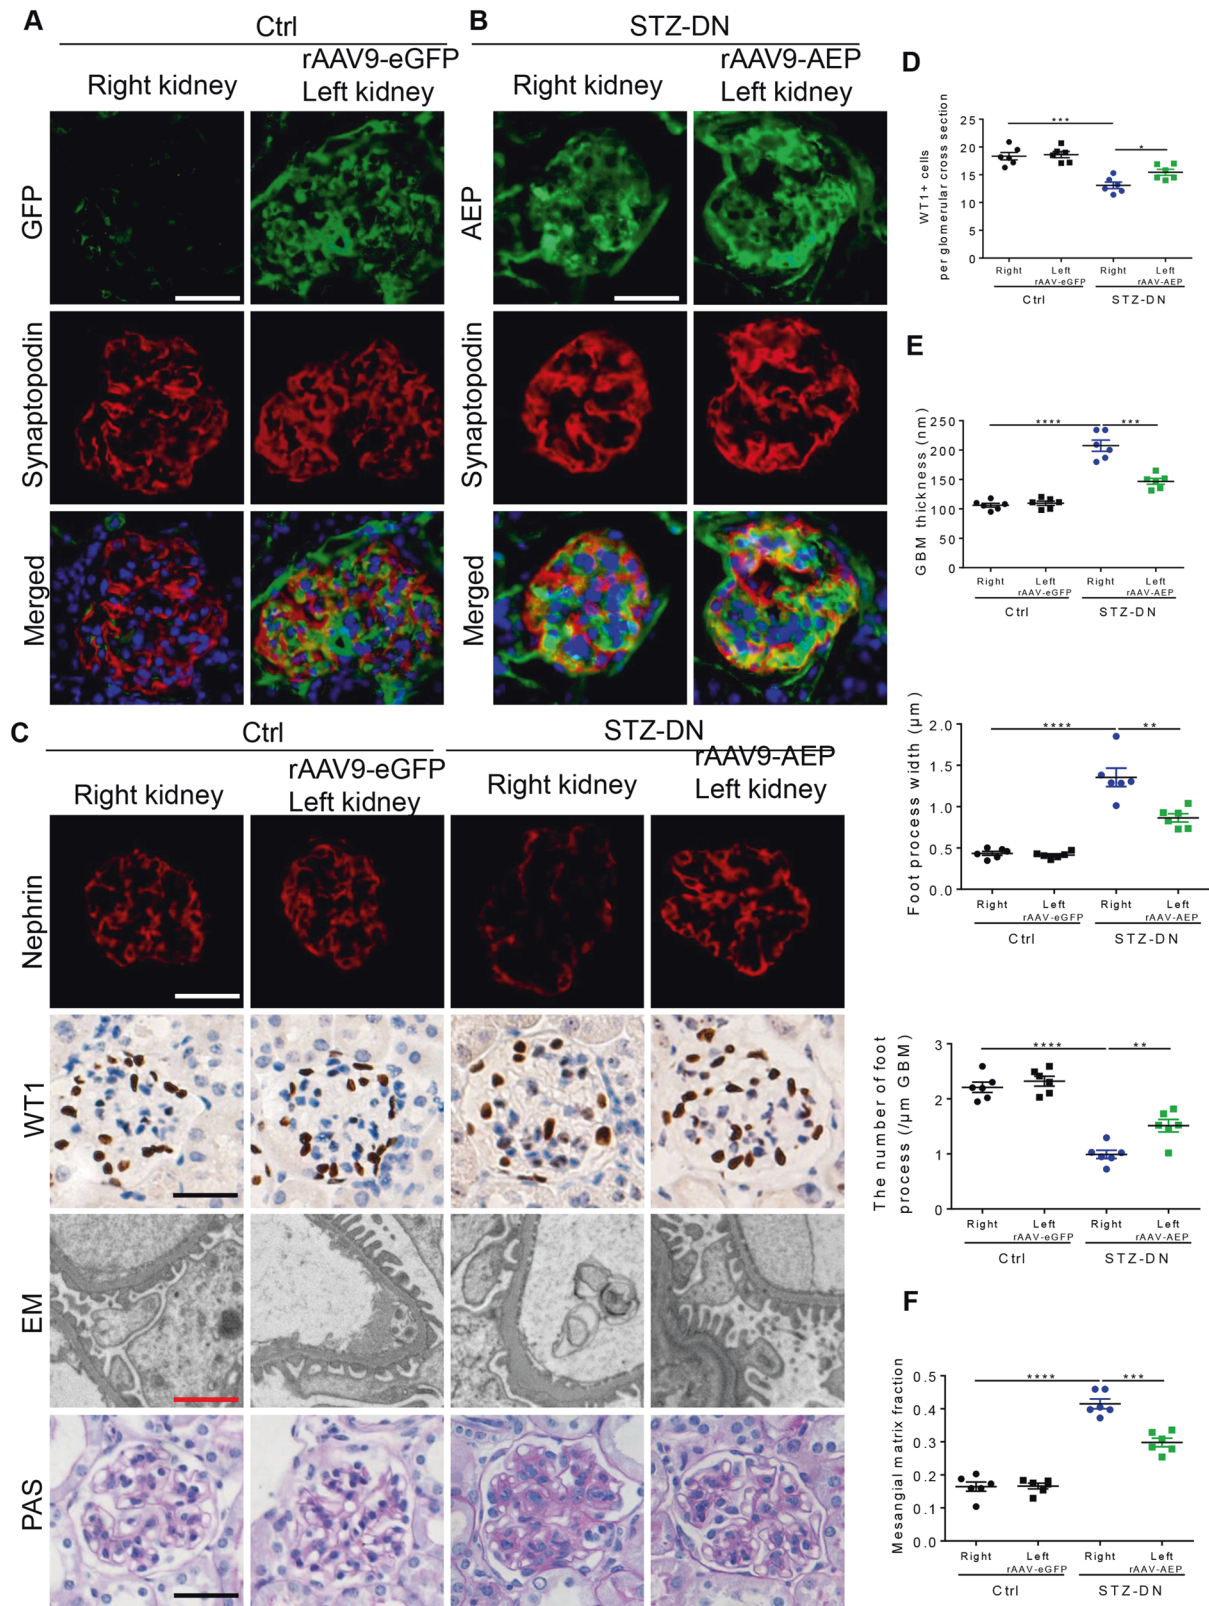 A
Ctrl
Right kidney
rAAV9-eGFP
Left kidney
GFP
Synaptopodin
Merged
B
STZ-DN
Right kidney
rAAV9-AEP
Left kidney
AEP
Synaptopodin
Merged
C
Ctrl
STZ-DN
Right kidney
rAAV9-eGFP
Left kidney
Right kidney
rAAV9-AEP
Left kidney
Nephrin
WT1
EM
PAS
D
WT1+ cells
per glomerular cross section
25
20
15
10
5
0
***
*
Right
Left
rAAV-eGFP
Right
Left
rAAV-AEP
Ctrl
STZ-DN
E
GBM thickness (nm)
250
200
150
100
50
0
****
***
Right
Left
rAAV-eGFP
Right
Left
rAAV-AEP
Ctrl
STZ-DN
Foot process width (µm)
2.0
1.5
1.0
0.5
0.0
****
**
Right
Left
rAAV-eGFP
Right
Left
rAAV-AEP
Ctrl
STZ-DN
The number of foot
process (/µm GBM)
3
2
1
0
****
**
Right
Left
rAAV-eGFP
Right
Left
rAAV-AEP
Ctrl
STZ-DN
F
Mesangial matrix fraction
0.5
0.4
0.3
0.2
0.1
0.0
****
***
Right
Left
rAAV-eGFP
Right
Left
rAAV-AEP
Ctrl
STZ-DN